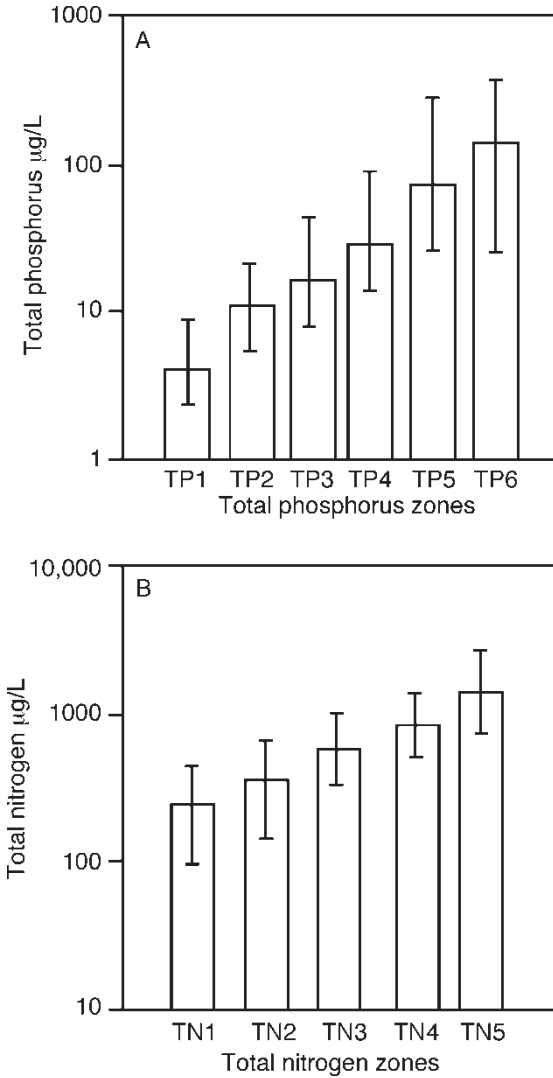 1000
A
Total phosphorus µg/L
100
10
1
TP1 TP2 TP3 TP4 TP5 TP6
Total phosphorus zones
10,000
B
Total nitrogen µg/L
1000
100
10
TN1 TN2 TN3 TN4 TN5
Total nitrogen zones